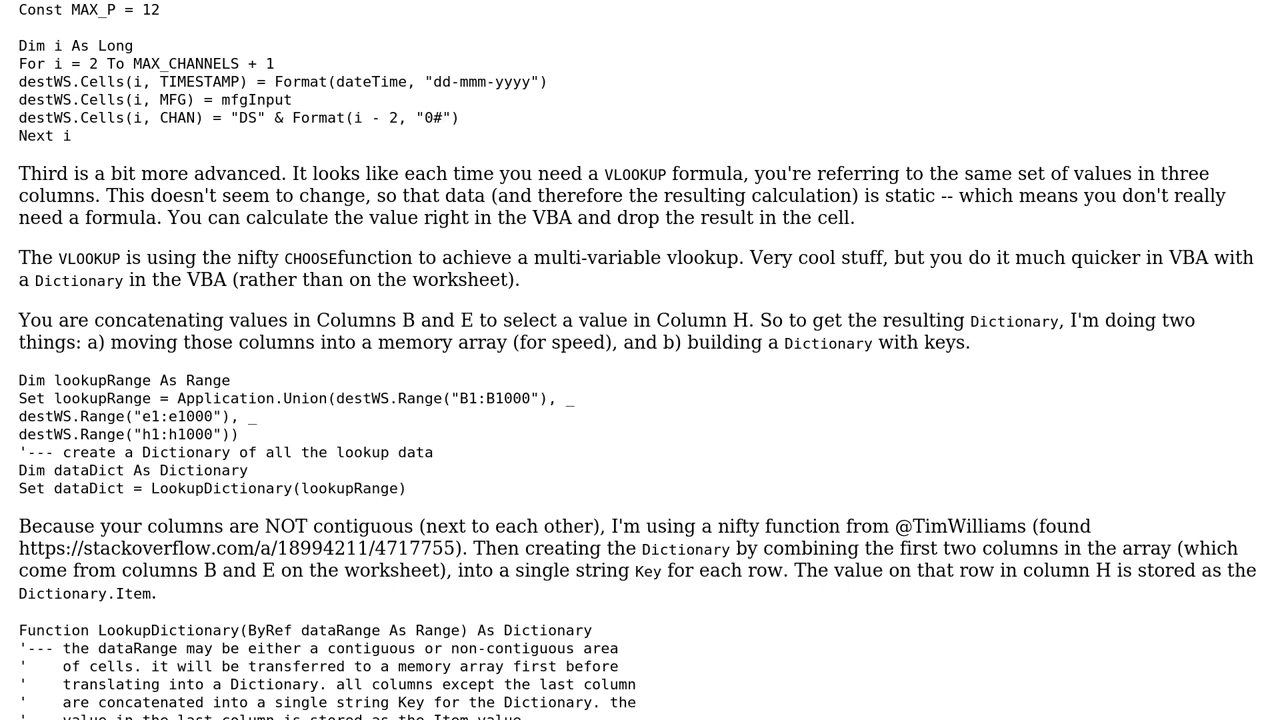 Const MAX_P = 12
Dim i As Long
For i = 2 To MAX_CHANNELS + 1
destWS.Cells(i, TIMESTAMP) = Format(dateTime, "dd-mmm-yyyy")
destWS.Cells(i, MFG) = mfgInput
destWS.Cells(i, CHAN) = "DS" & Format(i - 2, "0#")
Next i
Third is a bit more advanced. It looks like each time you need a VLOOKUP formula, you're referring to the same set of values in three
columns. This doesn't seem to change, so that data (and therefore the resulting calculation) is static -- which means you don't really
need a formula. You can calculate the value right in the VBA and drop the result in the cell.
The VLOOKUP is using the nifty CHOOSEfunction to achieve a multi-variable vlookup. Very cool stuff, but you do it much quicker in VBA with
a Dictionary in the VBA (rather than on the worksheet).
You are concatenating values in Columns B and E to select a value in Column H. So to get the resulting Dictionary, I'm doing two
things: a) moving those columns into a memory array (for speed), and b) building a Dictionary with keys.
Dim lookupRange As Range
Set lookupRange = Application.Union(destWS.Range("B1:B1000"), _
destWS.Range("e1:e1000"), _
destWS.Range("h1:h1000"))
'--- create a Dictionary of all the lookup data
Dim dataDict As Dictionary
Set dataDict = LookupDictionary(lookupRange)
Because your columns are NOT contiguous (next to each other), I'm using a nifty function from @TimWilliams (found
https://stackoverflow.com/a/18994211/4717755). Then creating the Dictionary by combining the first two columns in the array (which
come from columns B and E on the worksheet), into a single string Key for each row. The value on that row in column H is stored as the
Dictionary.Item.
Function LookupDictionary(ByRef dataRange As Range) As Dictionary
'--- the dataRange may be either a contiguous or non-contiguous area
'    of cells. it will be transferred to a memory array first before
'    translating into a Dictionary. all columns except the last column
'    are concatenated into a single string Key for the Dictionary. the
'    value in the last column is stored as the Item value